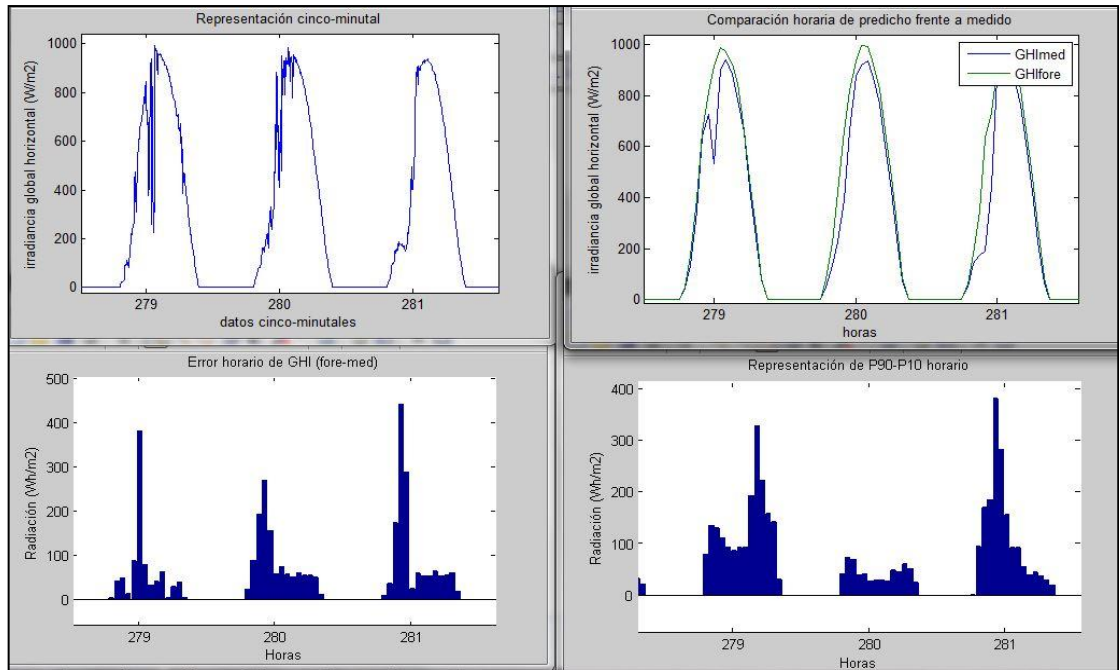 Representación cinco-minutal
irradiancia global horizontal (W/m2)
1000
800
600
400
200
0
279
280
281
datos cinco-minutales
Comparación horaria de predicho frente a medido
irradiancia global horizontal (W/m2)
1000
800
600
400
200
0
GHImed
GHIfore
279
280
281
horas
Error horario de GHI (fore-med)
Radiación (Wh/m2)
500
400
300
200
100
0
279
280
281
Horas
Representación de P90-P10 horario
Radiación (Wh/m2)
400
300
200
100
0
279
280
281
Horas